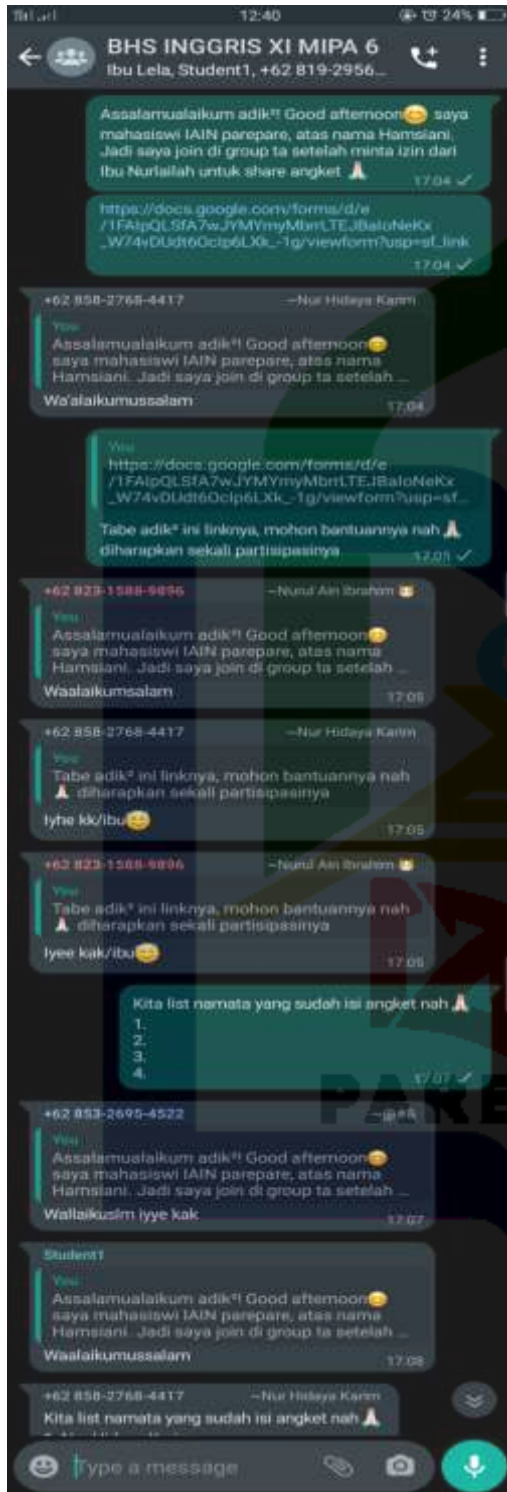 12:40
24%
BHS INGGRIS XI MIPA 6
Ibu Lela, Student1, +62 819-2956...
Assalamualaikum adik²! Good afternoon😊 saya
mahasiswi IAIN parepare, atas nama Hamsiani.
Jadi saya join di group ta setelah minta izin dari
Ibu Nurlailah untuk share angket 🙏🏻
17.04
https://docs.google.com/forms/d/e
17.04
+62 858-2768-4417 ~Nur Hidaya Karim
You
Assalamualaikum adik²! Good afternoon😊
saya mahasiswi IAIN parepare, atas nama
Hamsiani. Jadi saya join di group ta setelah ...
Wa'alaikumussalam
17.04
You
https://docs.google.com/forms/d/e
Tabe adik² ini linknya, mohon bantuannya nah 🙏🏻
diharapkan sekali partisipasinya
17.05
+62 823-1588-9896 ~Nurul Ain Ibrahim
You
Assalamualaikum adik²! Good afternoon😊
saya mahasiswi IAIN parepare, atas nama
Hamsiani. Jadi saya join di group ta setelah ...
Waalaikumsalam
17.05
+62 858-2768-4417 ~Nur Hidaya Karim
You
Tabe adik² ini linknya, mohon bantuannya nah
🙏🏻 diharapkan sekali partisipasinya
Iyhe kk/ibu😇
17.05
+62 823-1588-9896 ~Nurul Ain Ibrahim
You
Tabe adik² ini linknya, mohon bantuannya nah
🙏🏻 diharapkan sekali partisipasinya
Iyee kak/ibu😇
17.05
Kita list namata yang sudah isi angket nah 🙏🏻
1.
2.
3.
4.
17.07
PARE
+62 853-2695-4522
You
Assalamualaikum adik²! Good afternoon😊
saya mahasiswi IAIN parepare, atas nama
Hamsiani. Jadi saya join di group ta setelah ...
Wallaikuslm iyye kak
17.07
Student1
You
Assalamualaikum adik²! Good afternoon😊
saya mahasiswi IAIN parepare, atas nama
Hamsiani. Jadi saya join di group ta setelah ...
Waalaikumussalam
17.08
+62 858-2768-4417 ~Nur Hidaya Karim
Kita list namata yang sudah isi angket nah 🙏🏻
Type a message